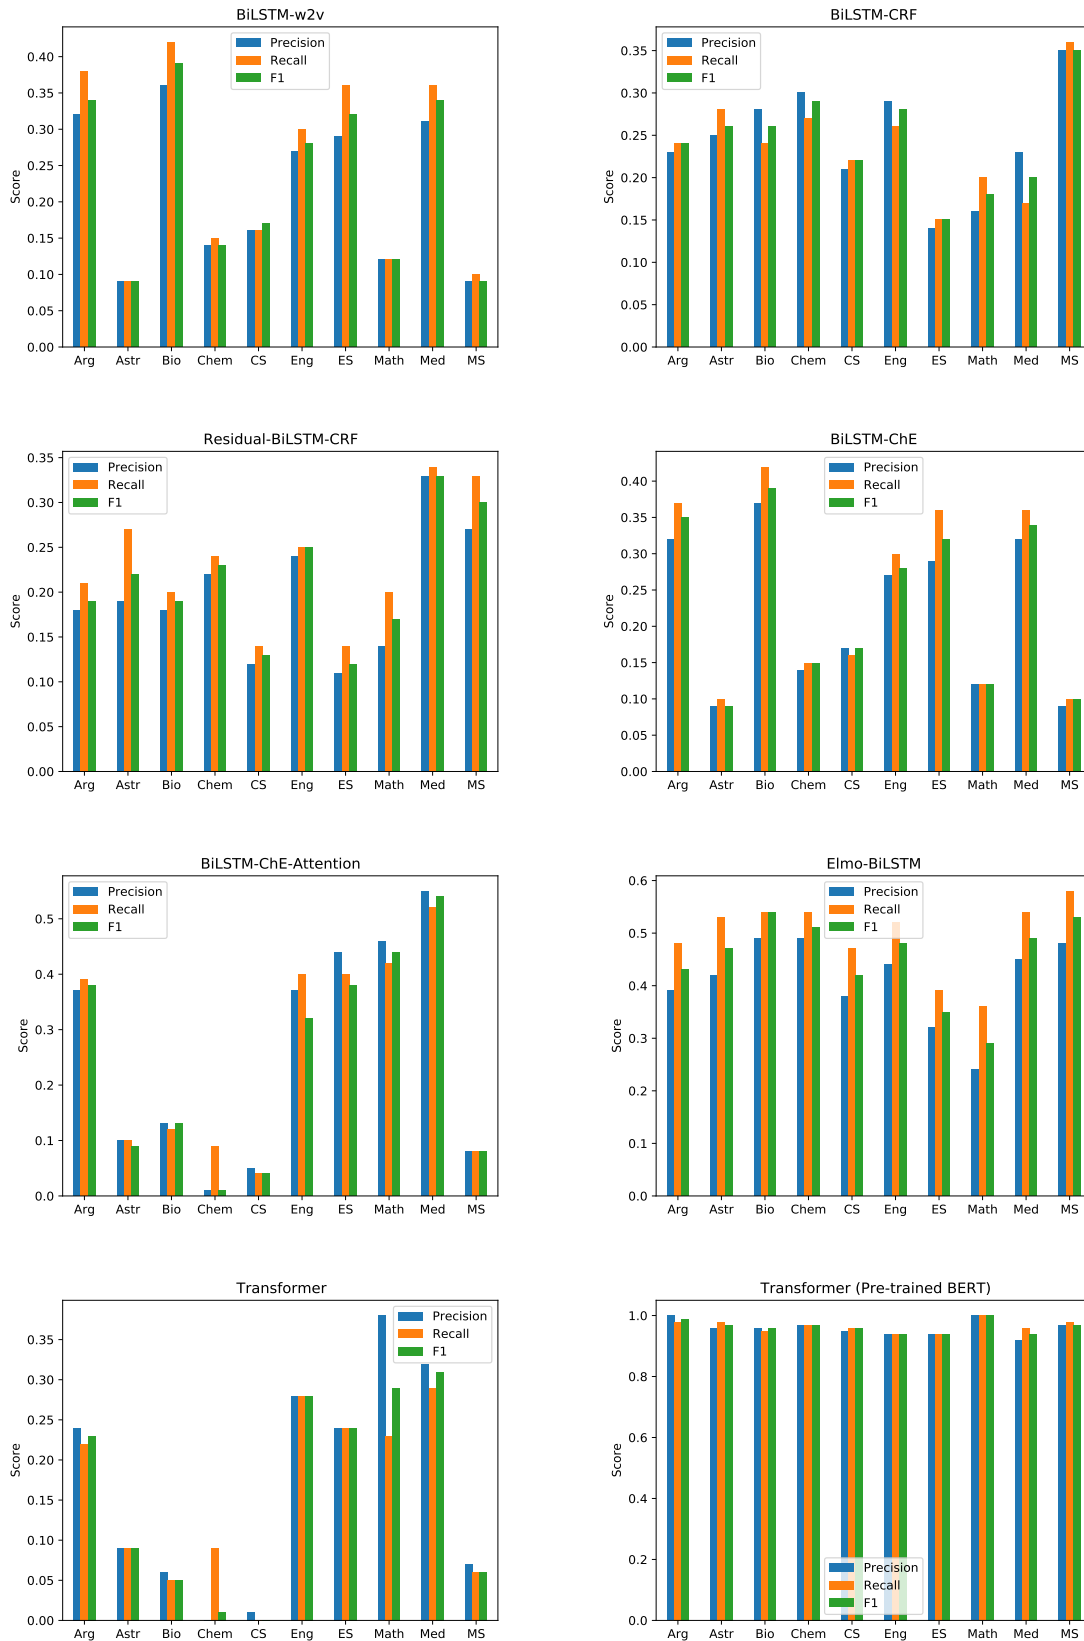 BiLSTM-w2v
Precision
Recall
F1
Score
0.40
0.35
0.30
0.25
0.20
0.15
0.10
0.05
0.00
Arg Astr Bio Chem CS Eng ES Math Med MS
BiLSTM-CRF
Precision
Recall
F1
Score
0.35
0.30
0.25
0.20
0.15
0.10
0.05
0.00
Arg Astr Bio Chem CS Eng ES Math Med MS
Residual-BiLSTM-CRF
Precision
Recall
F1
Score
0.35
0.30
0.25
0.20
0.15
0.10
0.05
0.00
Arg Astr Bio Chem CS Eng ES Math Med MS
BiLSTM-ChE
Precision
Recall
F1
Score
0.40
0.35
0.30
0.25
0.20
0.15
0.10
0.05
0.00
Arg Astr Bio Chem CS Eng ES Math Med MS
BiLSTM-ChE-Attention
Precision
Recall
F1
Score
0.5
0.4
0.3
0.2
0.1
0.0
Arg Astr Bio Chem CS Eng ES Math Med MS
Elmo-BiLSTM
Precision
Recall
F1
Score
0.6
0.5
0.4
0.3
0.2
0.1
0.0
Arg Astr Bio Chem CS Eng ES Math Med MS
Transformer
Precision
Recall
F1
Score
0.35
0.30
0.25
0.20
0.15
0.10
0.05
0.00
Arg Astr Bio Chem CS Eng ES Math Med MS
Transformer (Pre-trained BERT)
Score
1.0
0.8
0.6
0.4
0.2
0.0
Precision
Recall
F1
Arg Astr Bio Chem CS Eng ES Math Med MS